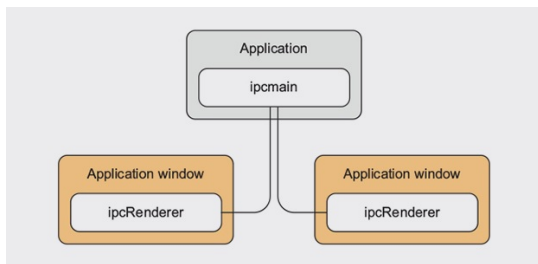 Application
ipcmain
Application window
ipcRenderer
Application window
ipcRenderer